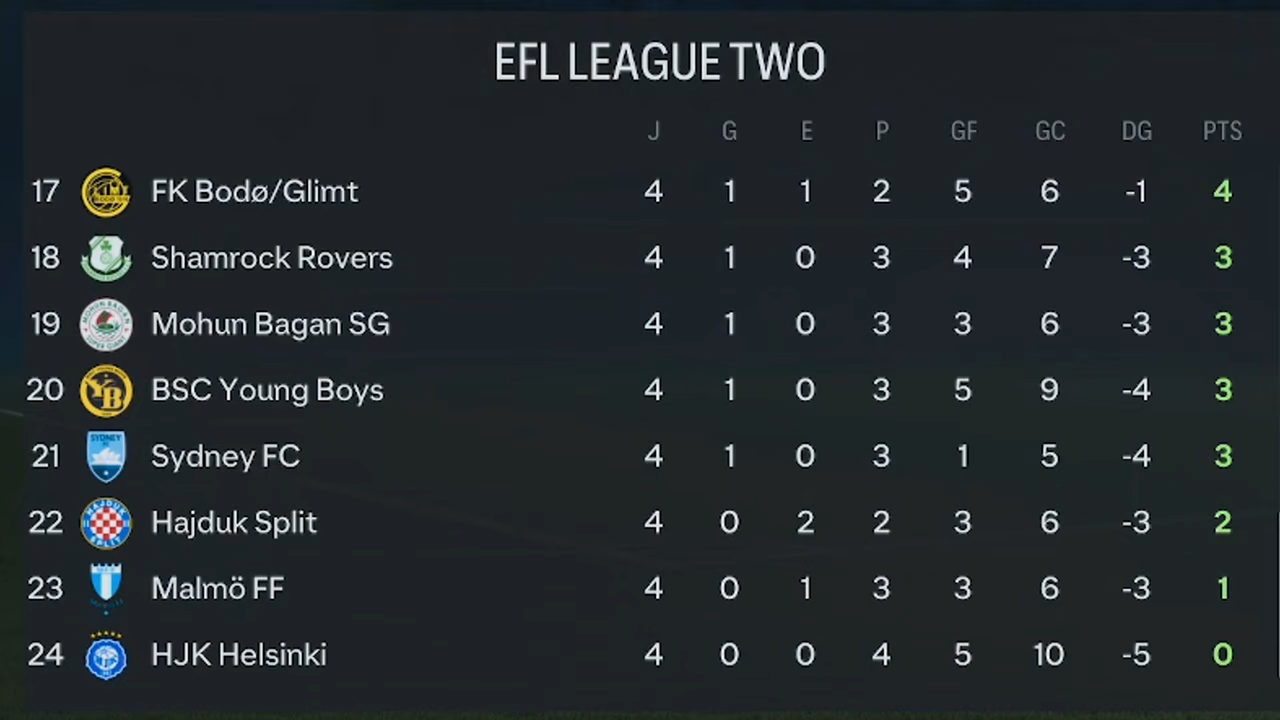 EFL LEAGUE TWO
J G E P GF GC DG PTS
17 FK Bodø/Glimt 4 1 1 2 5 6 -1 4
18 Shamrock Rovers 4 1 0 3 4 7 -3 3
19 Mohun Bagan SG 4 1 0 3 3 6 -3 3
20 BSC Young Boys 4 1 0 3 5 9 -4 3
21 SYDNEY Sydney FC 4 1 0 3 1 5 -4 3
22 HAJDUK SPLIT Hajduk Split 4 0 2 2 3 6 -3 2
23 Malmö FF 4 0 1 3 3 6 -3 1
24 HJK Helsinki 4 0 0 4 5 10 -5 0